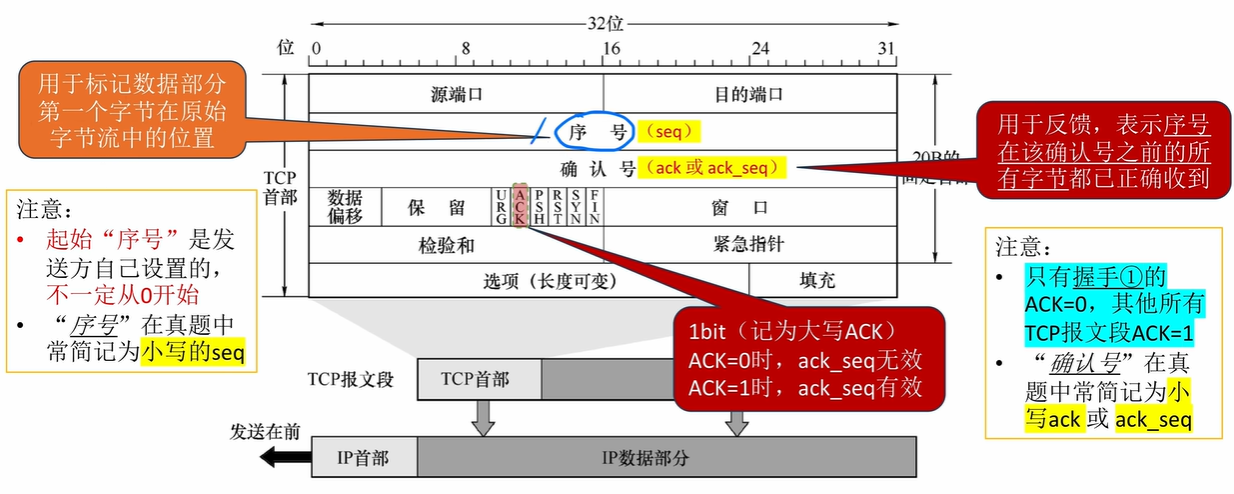 32位
位 0 8 16 24 31
用于标记数据部分
第一个字节在原始
字节流中的位置
源端口 目的端口
序 号 (seq)
确 认 号 (ack 或 ack_seq)
TCP
首部
数据
偏移
保 留
URG
ACK
PSH
RST
SYN
FIN
窗 口
检验和 紧急指针
选项（长度可变） 填充
用于反馈，表示序号
在该确认号之前的所
有字节都已正确收到
20B的
注意：
• 起始“序号”是发
送方自己设置的，
不一定从0开始
• “序号”在真题中
常简记为小写的seq
1bit（记为大写ACK）
ACK=0时，ack_seq无效
ACK=1时，ack_seq有效
注意：
• 只有握手①的
ACK=0，其他所有
TCP报文段ACK=1
• “确认号”在真
题中常简记为小
写ack 或 ack_seq
TCP报文段 TCP首部
发送在前
IP首部 IP数据部分